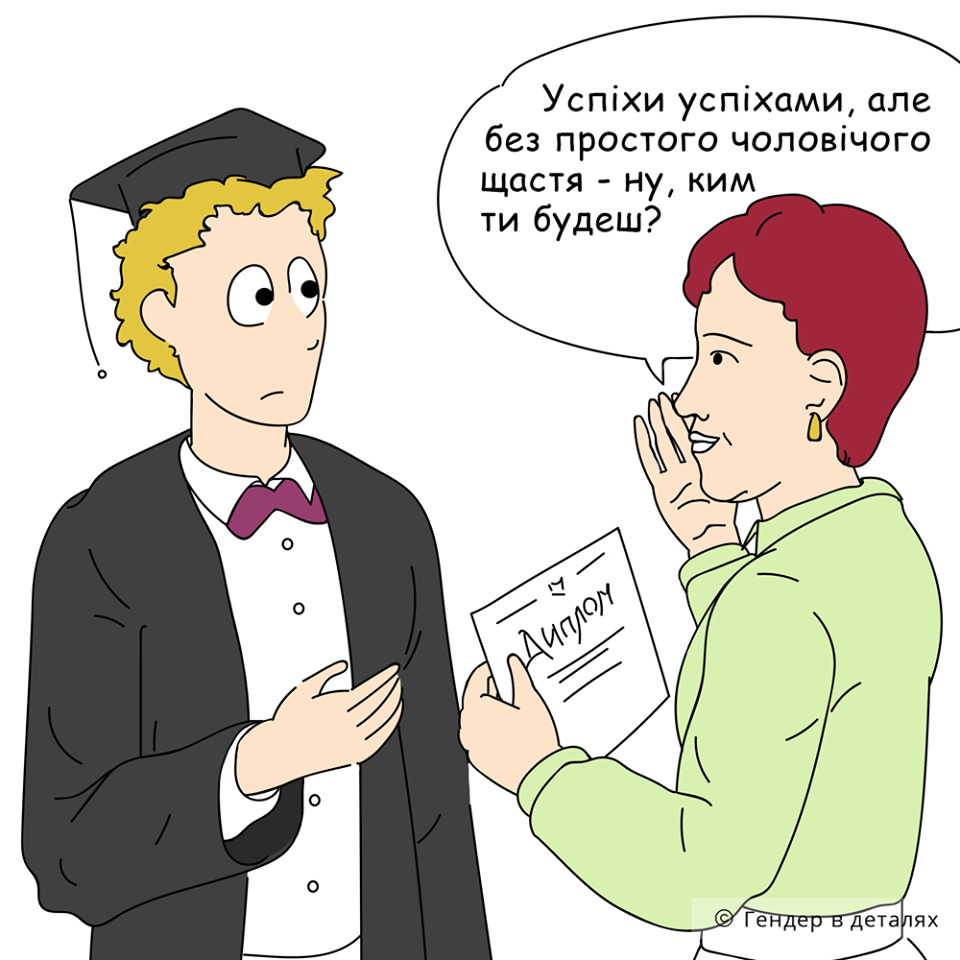 Успіхи успіхами, але
без простого чоловічого
щастя - ну, ким
ти будеш?
Диплом
© Гендер в деталях